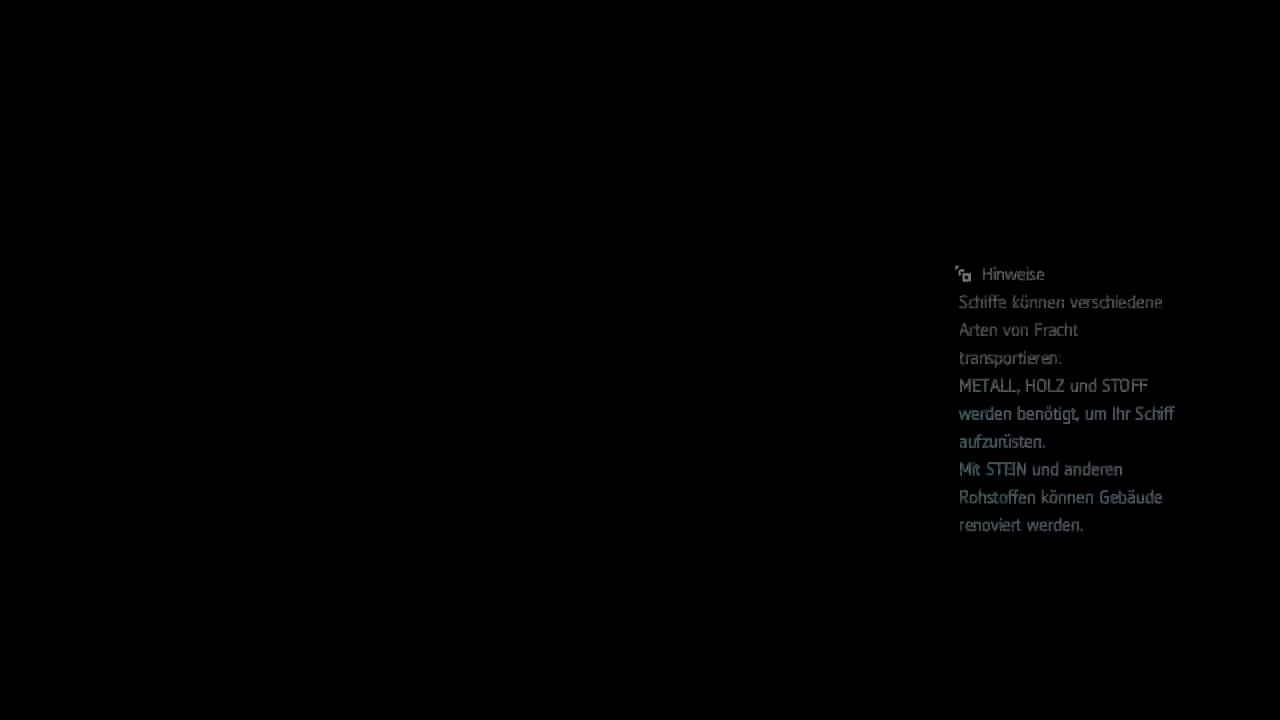 Hinweise
Schiffe können verschiedene
Arten von Fracht
transportieren:
METALL, HOLZ und STOFF
werden benötigt, um Ihr Schiff
aufzurüsten.
Mit STEIN und anderen
Rohstoffen können Gebäude
renoviert werden.